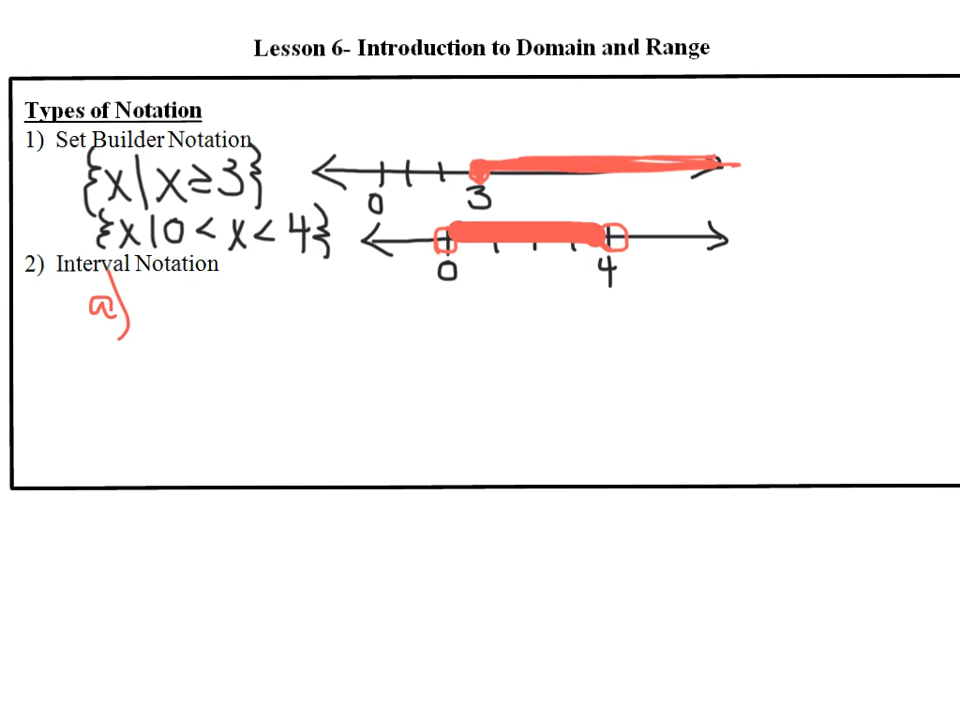 Lesson 6- Introduction to Domain and Range
Types of Notation
1) Set Builder Notation
{x|x≥3}
0 3
{x|0<x<4}
0 4
2) Interval Notation
a)